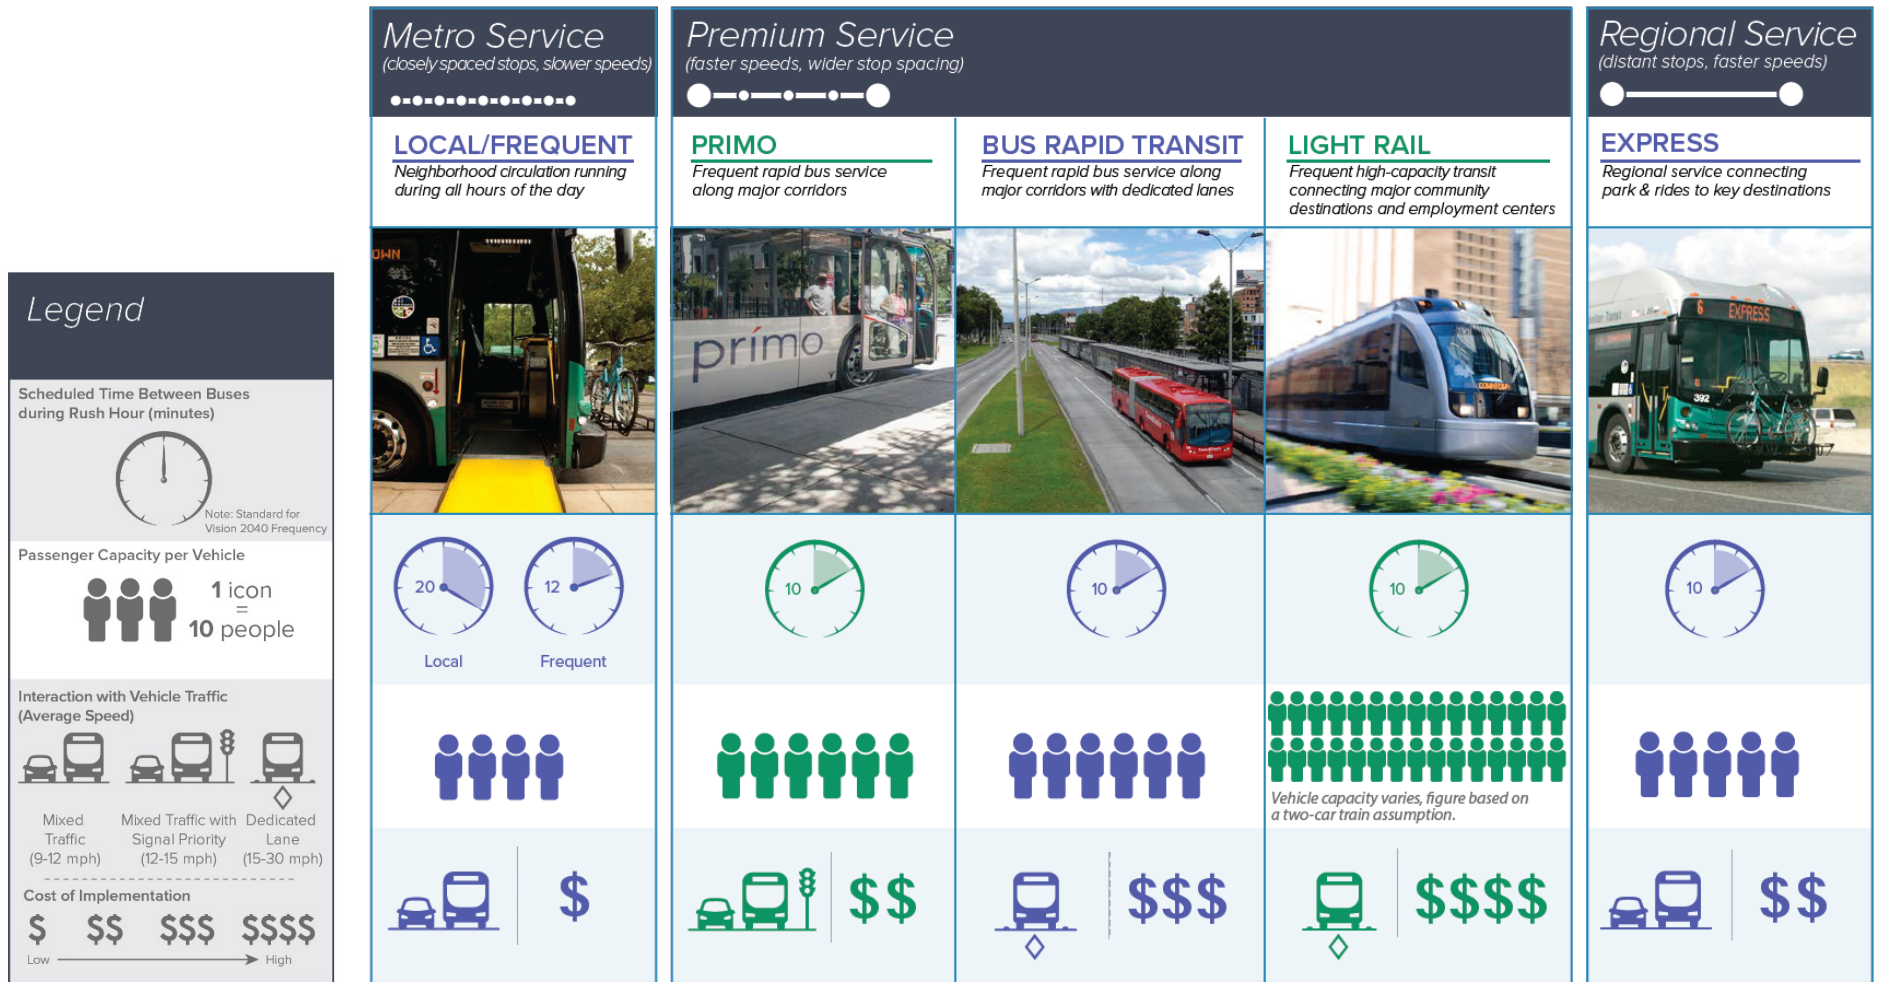 Metro Service
(closely spaced stops, slower speeds)
Premium Service
(faster speeds, wider stop spacing)
Regional Service
(distant stops, faster speeds)
LOCAL/FREQUENT
Neighborhood circulation running
during all hours of the day
PRIMO
Frequent rapid bus service
along major corridors
BUS RAPID TRANSIT
Frequent rapid bus service along
major corridors with dedicated lanes
LIGHT RAIL
Frequent high-capacity transit
connecting major community
destinations and employment centers
EXPRESS
Regional service connecting
park & rides to key destinations
OWN
primo
DOWNTOWN
6 EXPRESS
6
392
Legend
Scheduled Time Between Buses
during Rush Hour (minutes)
Note: Standard for
Vision 2040 Frequency
Passenger Capacity per Vehicle
1 icon
=
10 people
Interaction with Vehicle Traffic
(Average Speed)
Mixed
Traffic
(9-12 mph)
Mixed Traffic with
Signal Priority
(12-15 mph)
Dedicated
Lane
(15-30 mph)
Cost of Implementation
$ $$ $$$ $$$$
Low High
20
Local
12
Frequent
10
10
10
10
Vehicle capacity varies, figure based on
a two-car train assumption.
$
$$
$$$
$$$$
$$